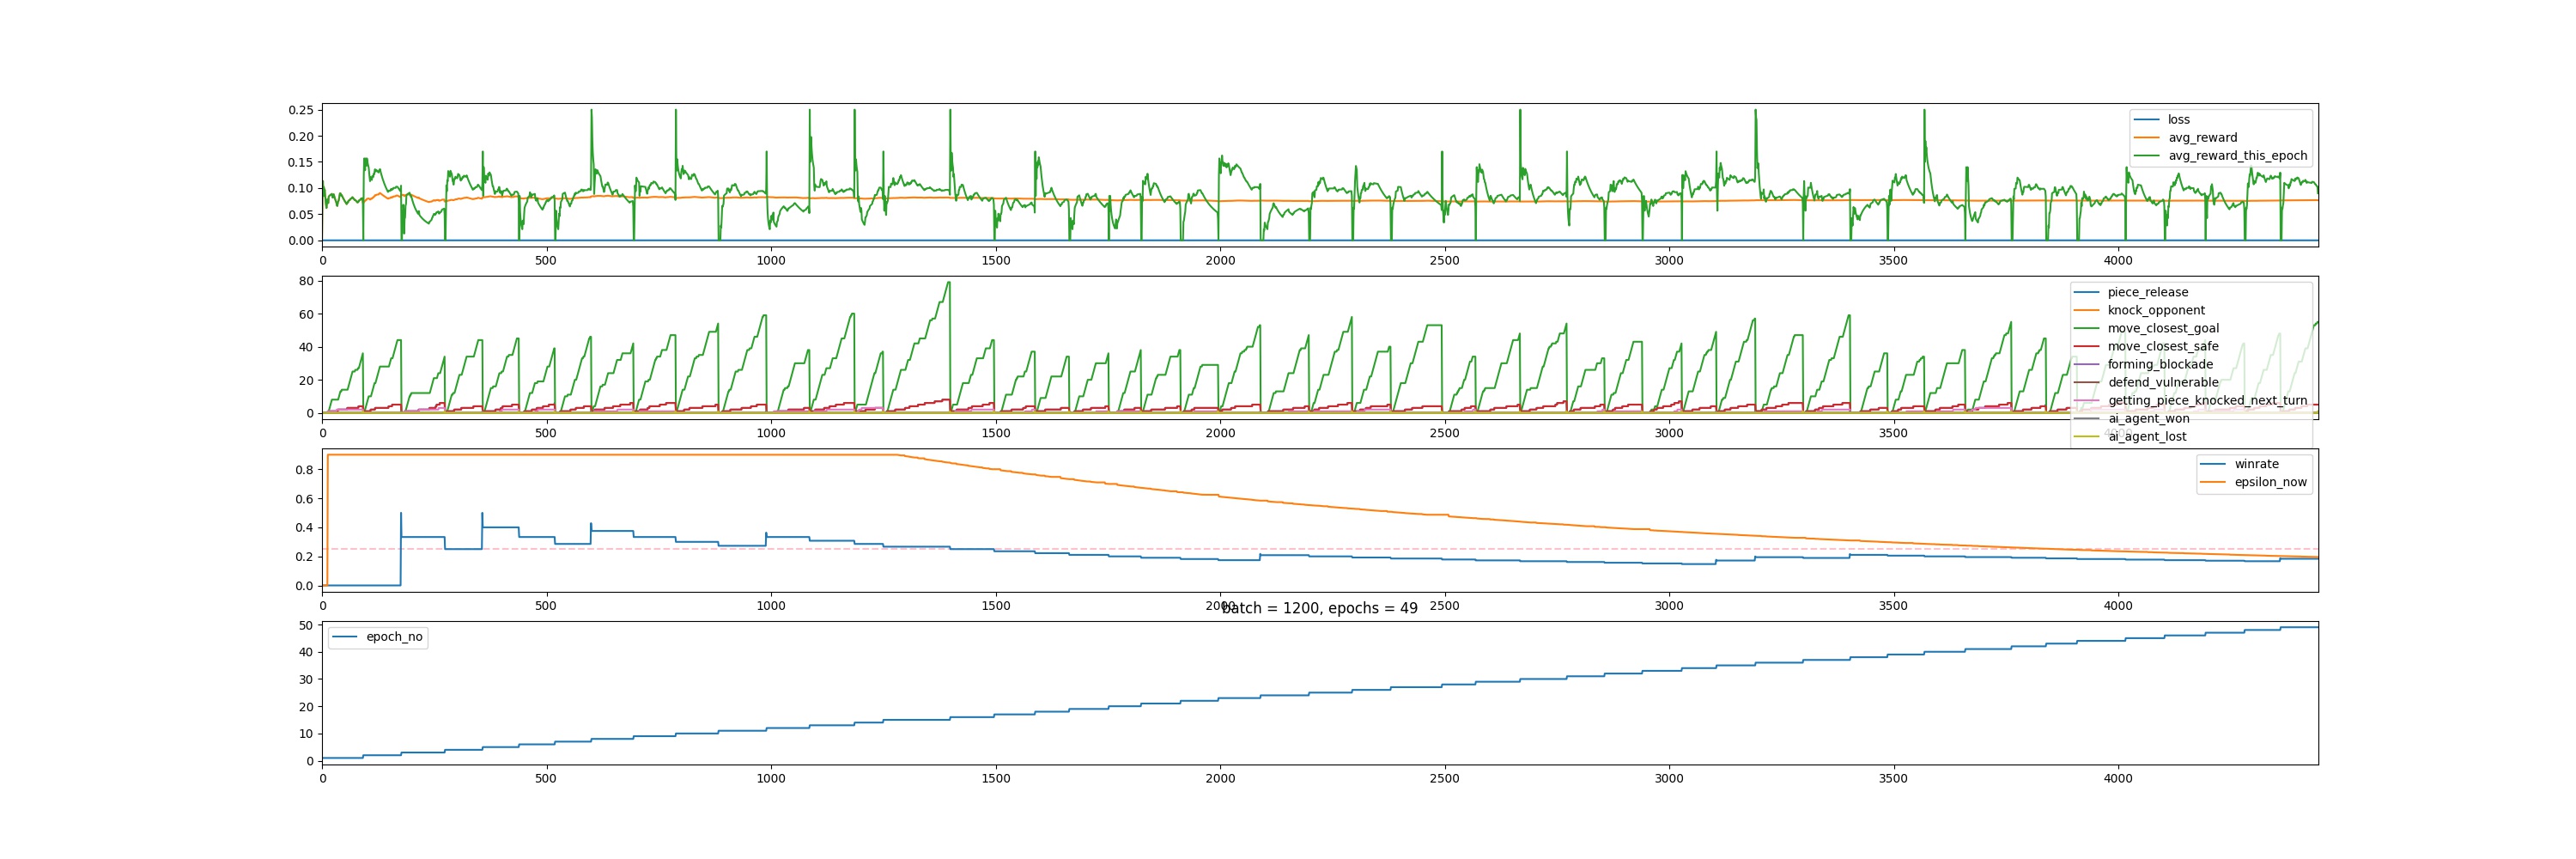 0.25
0.20
0.15
0.10
0.05
0.00
loss
avg_reward
avg_reward_this_epoch
0 500 1000 1500 2000 2500 3000 3500 4000
80
60
40
20
0
piece_release
knock_opponent
move_closest_goal
move_closest_safe
forming_blockade
defend_vulnerable
getting_piece_knocked_next_turn
ai_agent_won
ai_agent_lost
0 500 1000 1500 2000 2500 3000 3500 4000
0.8
0.6
0.4
0.2
0.0
winrate
epsilon_now
0 500 1000 1500 2000 2500 3000 3500 4000
batch = 1200, epochs = 49
50
40
30
20
10
0
epoch_no
0 500 1000 1500 2000 2500 3000 3500 4000